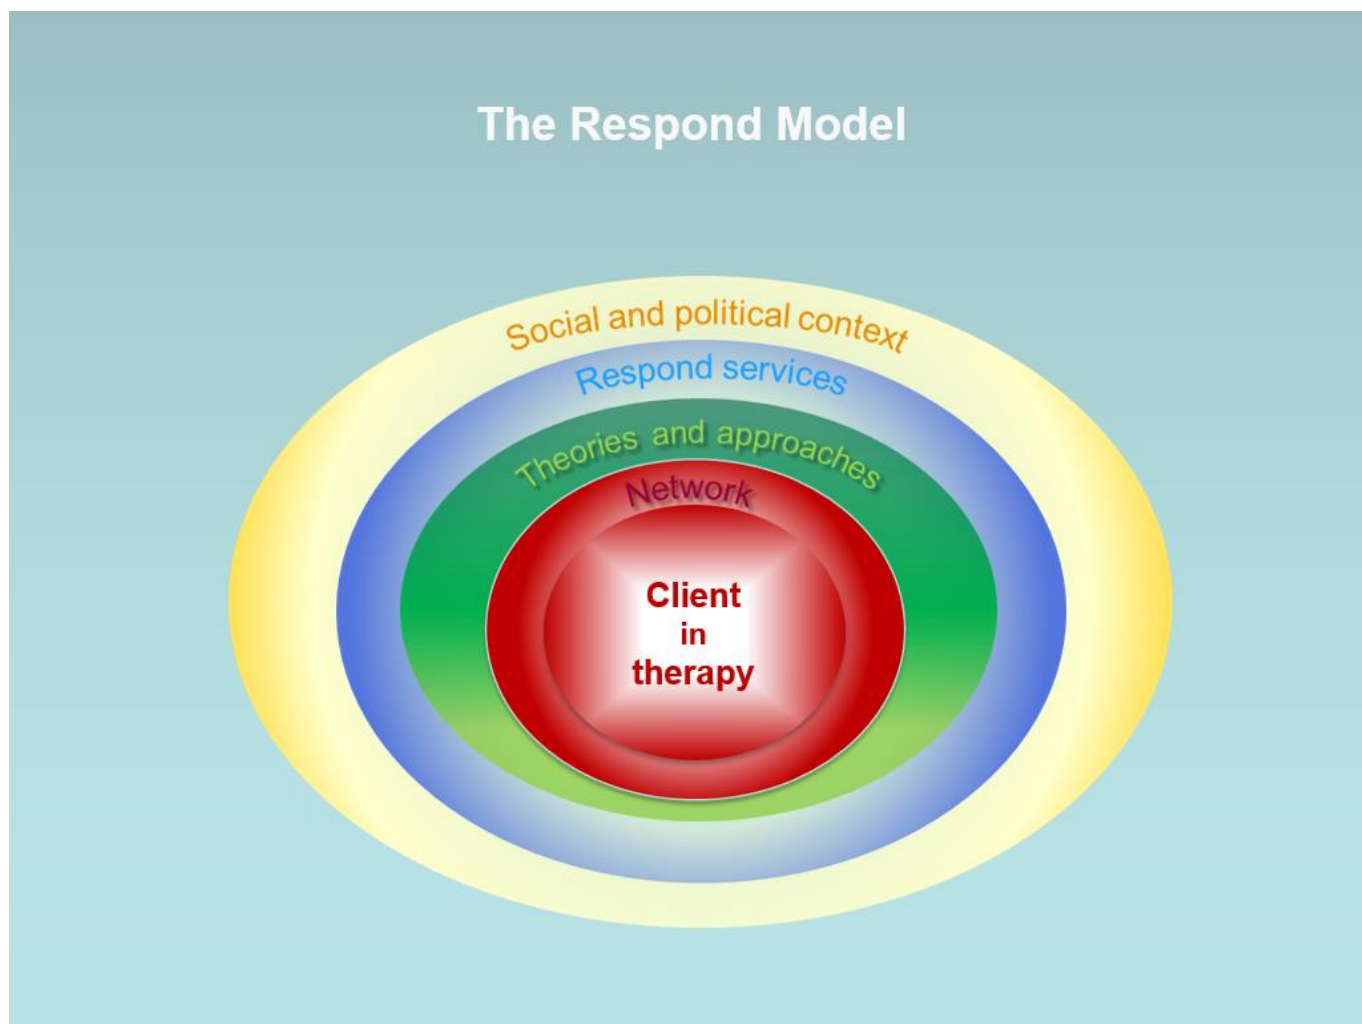 The Respond Model
Social and political context
Respond services
Theories and approaches
Network
Client
in
therapy